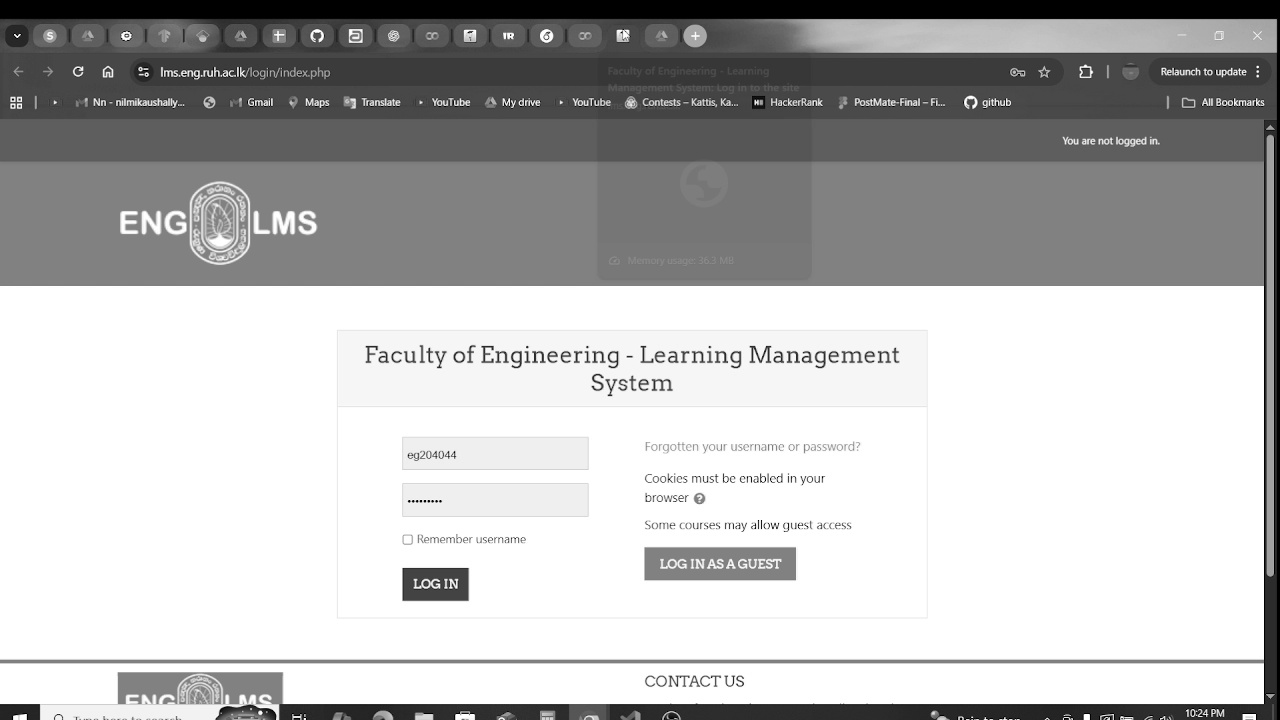 lms.eng.ruh.ac.lk/login/index.php
Faculty of Engineering - Learning
Management System: Log in to the site
Relaunch to update
Nn - nilmikaushally...
Gmail
Maps
Translate
YouTube
My drive
YouTube
Contests – Kattis, Ka...
HackerRank
PostMate-Final – Fi...
github
All Bookmarks
You are not logged in.
ENG LMS
Memory usage: 36.3 MB
Faculty of Engineering - Learning Management
System
eg204044
•••••••••
Remember username
LOG IN
Forgotten your username or password?
Cookies must be enabled in your
browser
Some courses may allow guest access
LOG IN AS A GUEST
ENG LMS
CONTACT US
Type here to search
10:24 PM